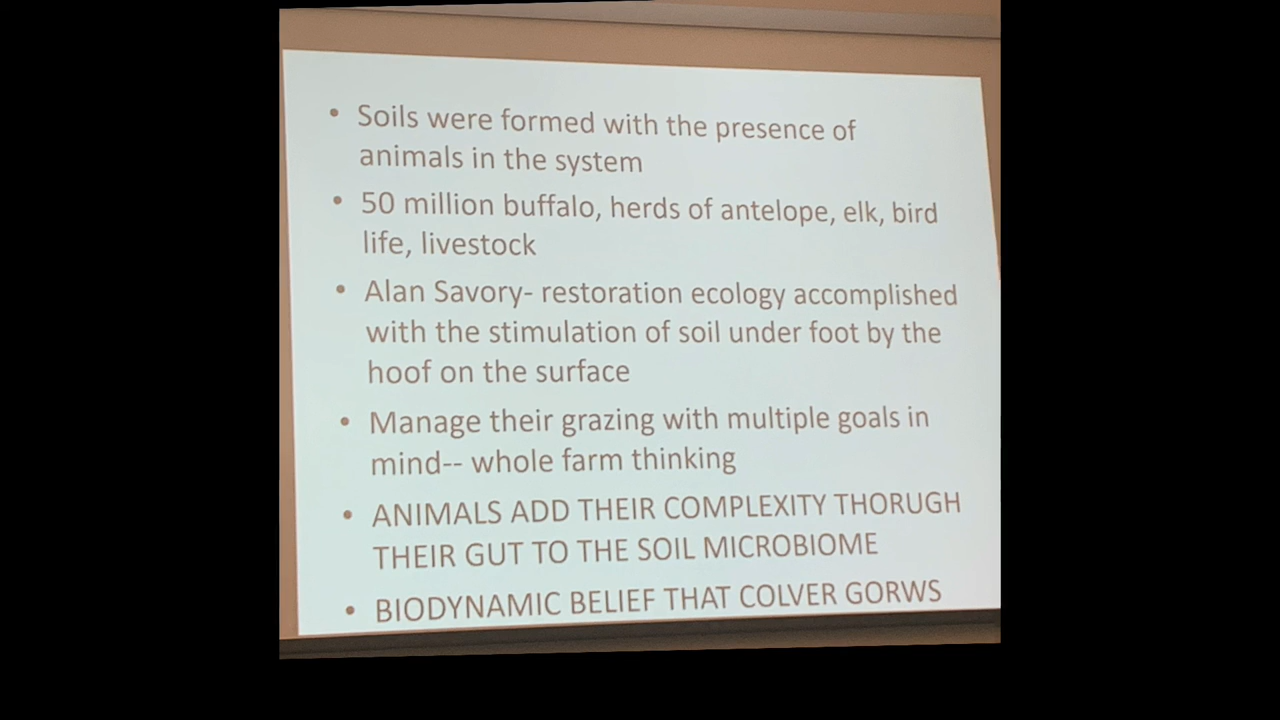 • Soils were formed with the presence of
animals in the system
• 50 million buffalo, herds of antelope, elk, bird
life, livestock
• Alan Savory- restoration ecology accomplished
with the stimulation of soil under foot by the
hoof on the surface
• Manage their grazing with multiple goals in
mind-- whole farm thinking
• ANIMALS ADD THEIR COMPLEXITY THORUGH
THEIR GUT TO THE SOIL MICROBIOME
• BIODYNAMIC BELIEF THAT COLVER GORWS